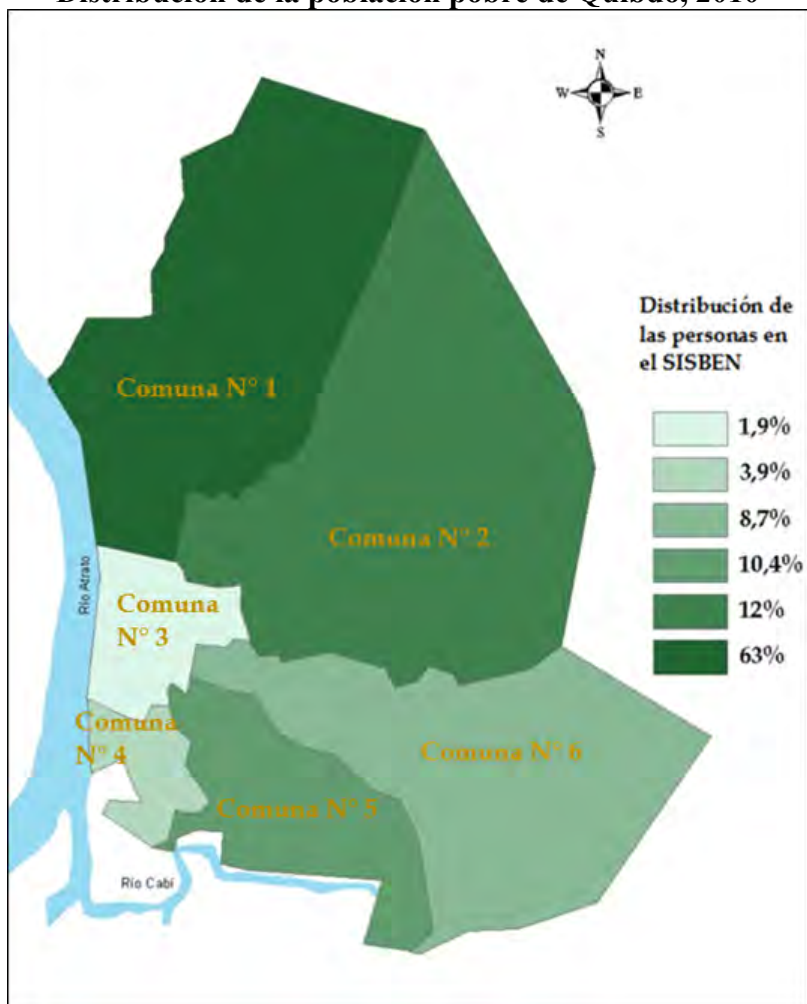 Distribución de la población pobre de Quibdó, 2010
N
W E
S
Distribución de
las personas en
el SISBEN
1,9%
3,9%
8,7%
10,4%
12%
63%
Comuna N° 1
Comuna N° 2
Río Atrato
Comuna
N° 3
Comuna
N° 4
Comuna N° 6
Comuna N° 5
Río Cabí